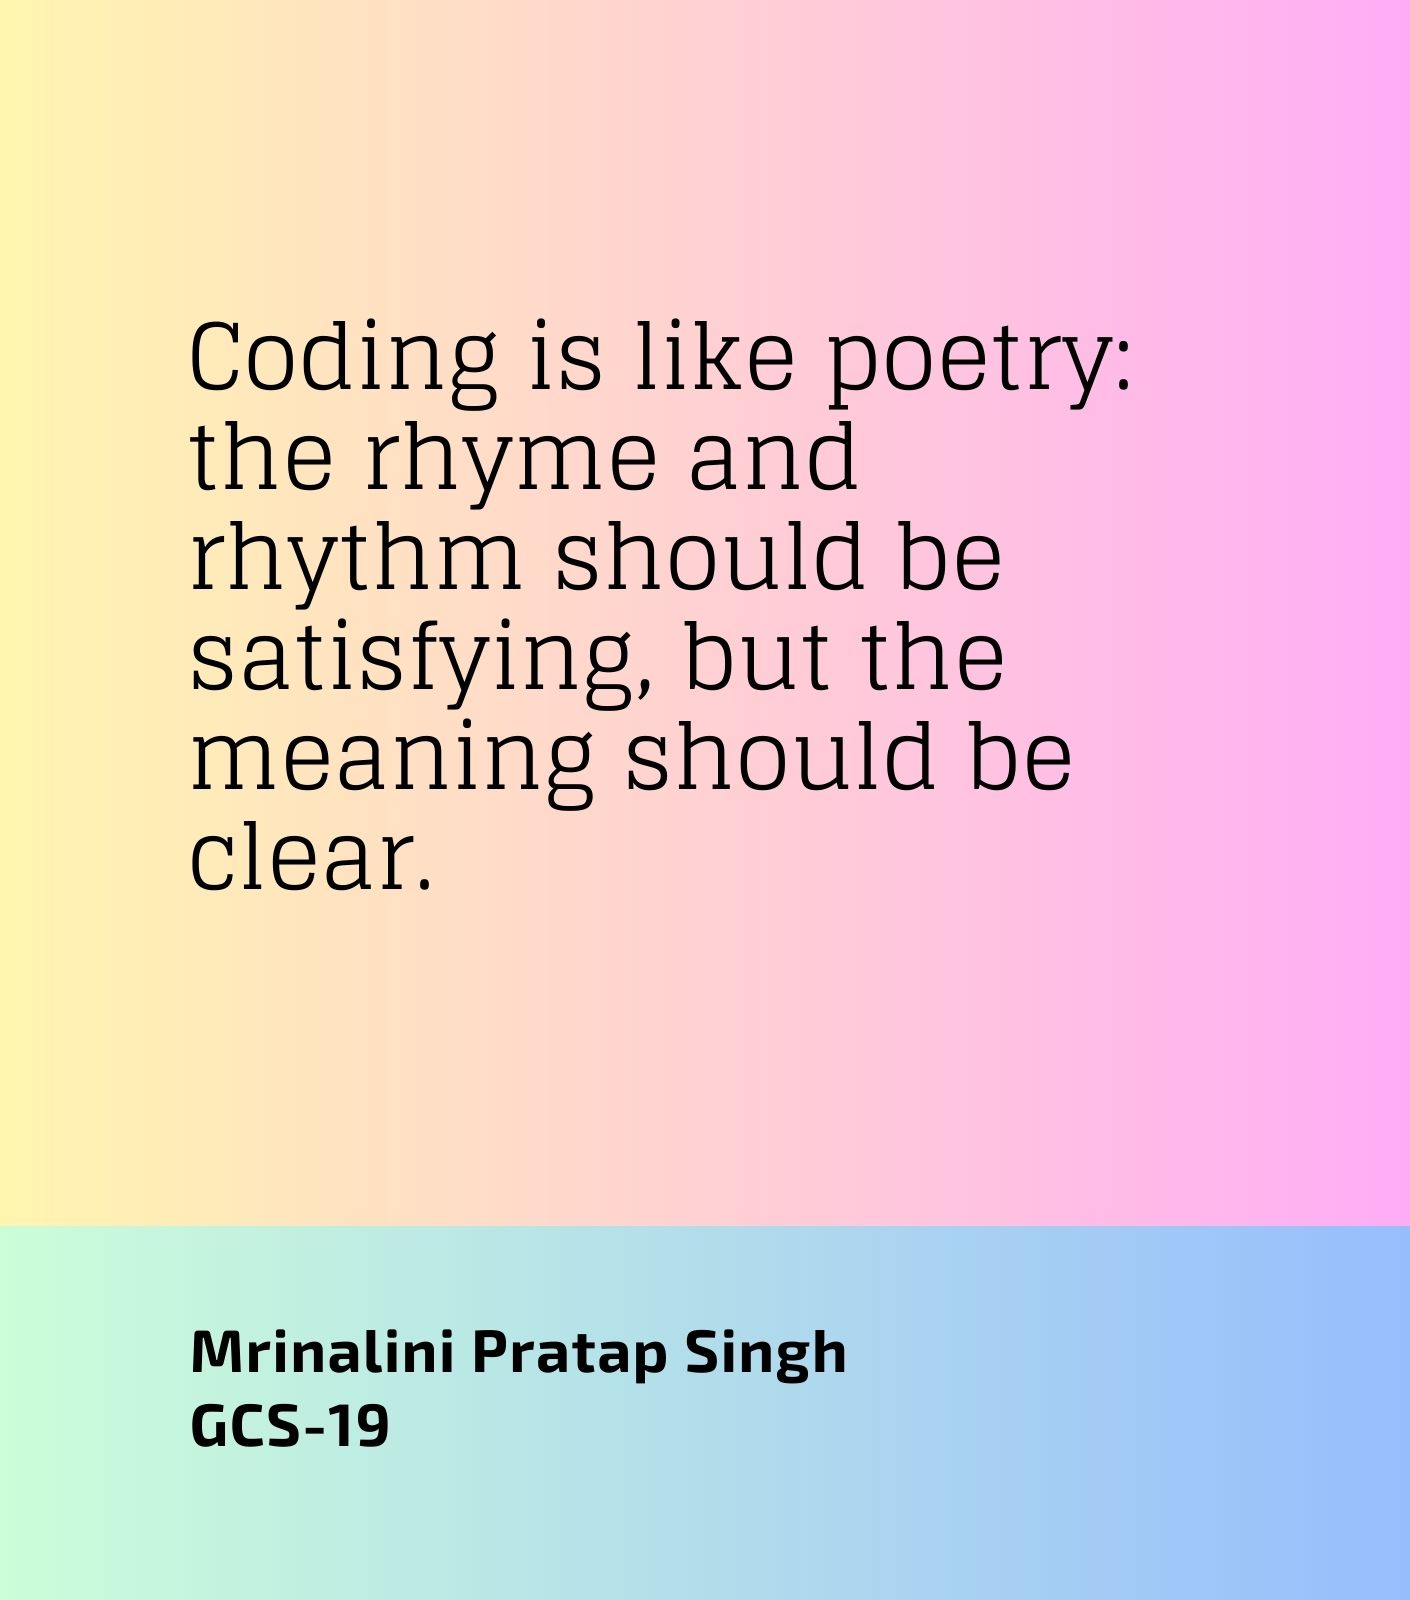 Coding is like poetry:
the rhyme and
rhythm should be
satisfying, but the
meaning should be
clear.
Mrinalini Pratap Singh
GCS-19